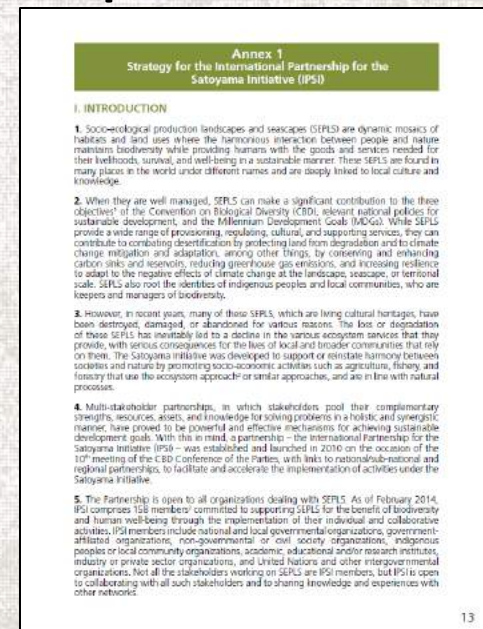 Annex 1
Strategy for the International Partnership for the
Satoyama Initiative (IPSI)
I. INTRODUCTION
1. Socio-ecological production landscapes and seascapes (SEPLS) are dynamic mosaics of
habitats and land uses where the harmonious interaction between people and nature
maintains biodiversity while providing humans with the goods and services needed for
their livelihoods, survival, and well-being in a sustainable manner. These SEPLS are found in
many places in the world under different names and are deeply linked to local culture and
knowledge.
2. When they are well managed, SEPLS can make a significant contribution to the three
objectives¹ of the Convention on Biological Diversity (CBD), relevant national policies for
sustainable development, and the Millennium Development Goals (MDGs). While SEPLS
provide a wide range of provisioning, regulating, cultural, and supporting services, they can
contribute to combating desertification by protecting land from degradation and to climate
change mitigation and adaptation, among other things, by conserving and enhancing
carbon sinks and reservoirs, reducing greenhouse gas emissions, and increasing resilience
to adapt to the negative effects of climate change at the landscape, seascape, or territorial
scale. SEPLS also root the identities of indigenous peoples and local communities, who are
keepers and managers of biodiversity.
3. However, in recent years, many of these SEPLS, which are living cultural heritages, have
been destroyed, damaged, or abandoned for various reasons. The loss or degradation
of these SEPLS has inevitably led to a decline in the various ecosystem services that they
provide, with serious consequences for the lives of local and broader communities that rely
on them. The Satoyama Initiative was developed to support or reinstate harmony between
societies and nature by promoting socio-economic activities such as agriculture, fishery, and
forestry that use the ecosystem approach² or similar approaches, and are in line with natural
processes.
4. Multi-stakeholder partnerships, in which stakeholders pool their complementary
strengths, resources, assets, and knowledge for solving problems in a holistic and synergistic
manner, have proved to be powerful and effective mechanisms for achieving sustainable
development goals. With this in mind, a partnership – the International Partnership for the
Satoyama Initiative (IPSI) – was established and launched in 2010 on the occasion of the
10th meeting of the CBD Conference of the Parties, with links to national/sub-national and
regional partnerships, to facilitate and accelerate the implementation of activities under the
Satoyama Initiative.
5. The Partnership is open to all organizations dealing with SEPLS. As of February 2014,
IPSI comprises 158 members³ committed to supporting SEPLS for the benefit of biodiversity
and human well-being through the implementation of their individual and collaborative
activities. IPSI members include national and local governmental organizations, government-
affiliated organizations, non-governmental or civil society organizations, indigenous
peoples or local community organizations, academic, educational and/or research institutes,
industry or private sector organizations, and United Nations and other intergovernmental
organizations. Not all the stakeholders working on SEPLS are IPSI members, but IPSI is open
to collaborating with all such stakeholders and to sharing knowledge and experiences with
other networks.
13